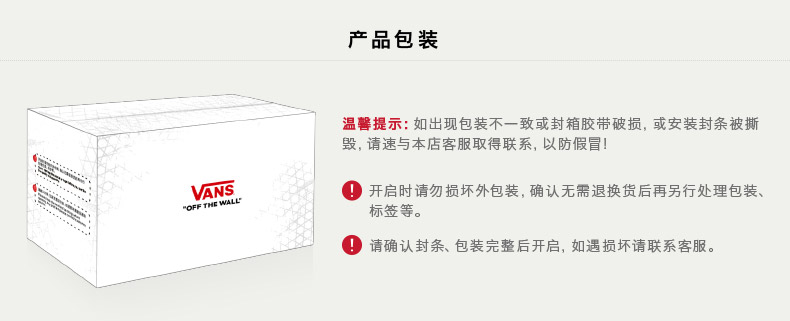 产品包装
温馨提示：如出现包装不一致或封箱胶带破损，或安装封条被撕
毁，请速与本店客服取得联系，以防假冒！
VANS
"OFF THE WALL"
开启时请勿损坏外包装，确认无需退换货后再另行处理包装、
标签等。
请确认封条、包装完整后开启，如遇损坏请联系客服。